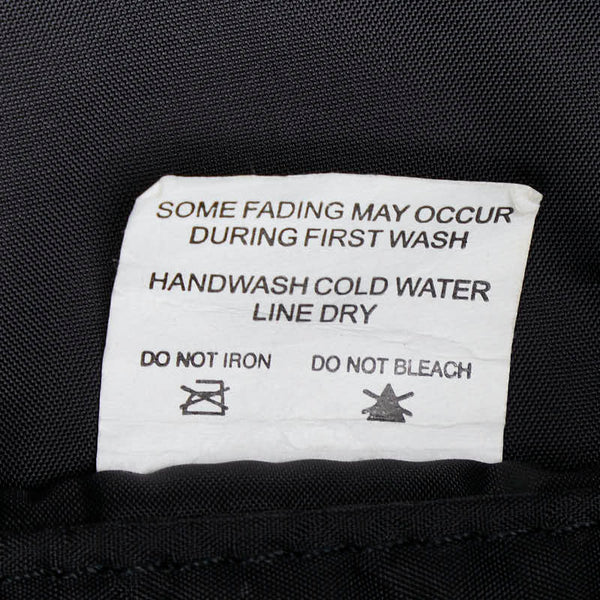 SOME FADING MAY OCCUR
DURING FIRST WASH
HANDWASH COLD WATER
LINE DRY
DO NOT IRON DO NOT BLEACH